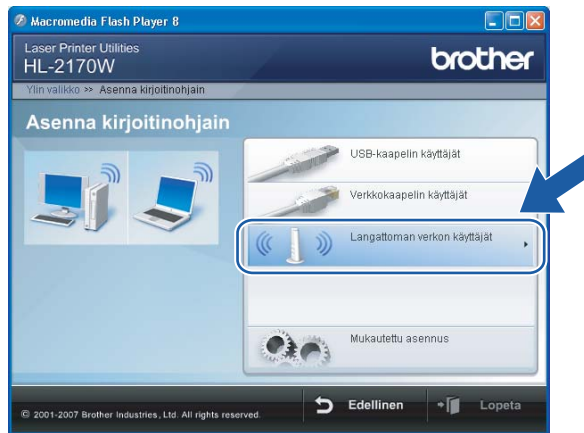 Macromedia Flash Player 8
Laser Printer Utilities
HL-2170W
brother
Ylin valikko >> Asenna kirjoitinohjain
Asenna kirjoitinohjain
USB-kaapelin käyttäjät
Verkkokaapelin käyttäjät
Langattoman verkon käyttäjät
Mukautettu asennus
© 2001-2007 Brother Industries, Ltd. All rights reserved.
Edellinen
Lopeta